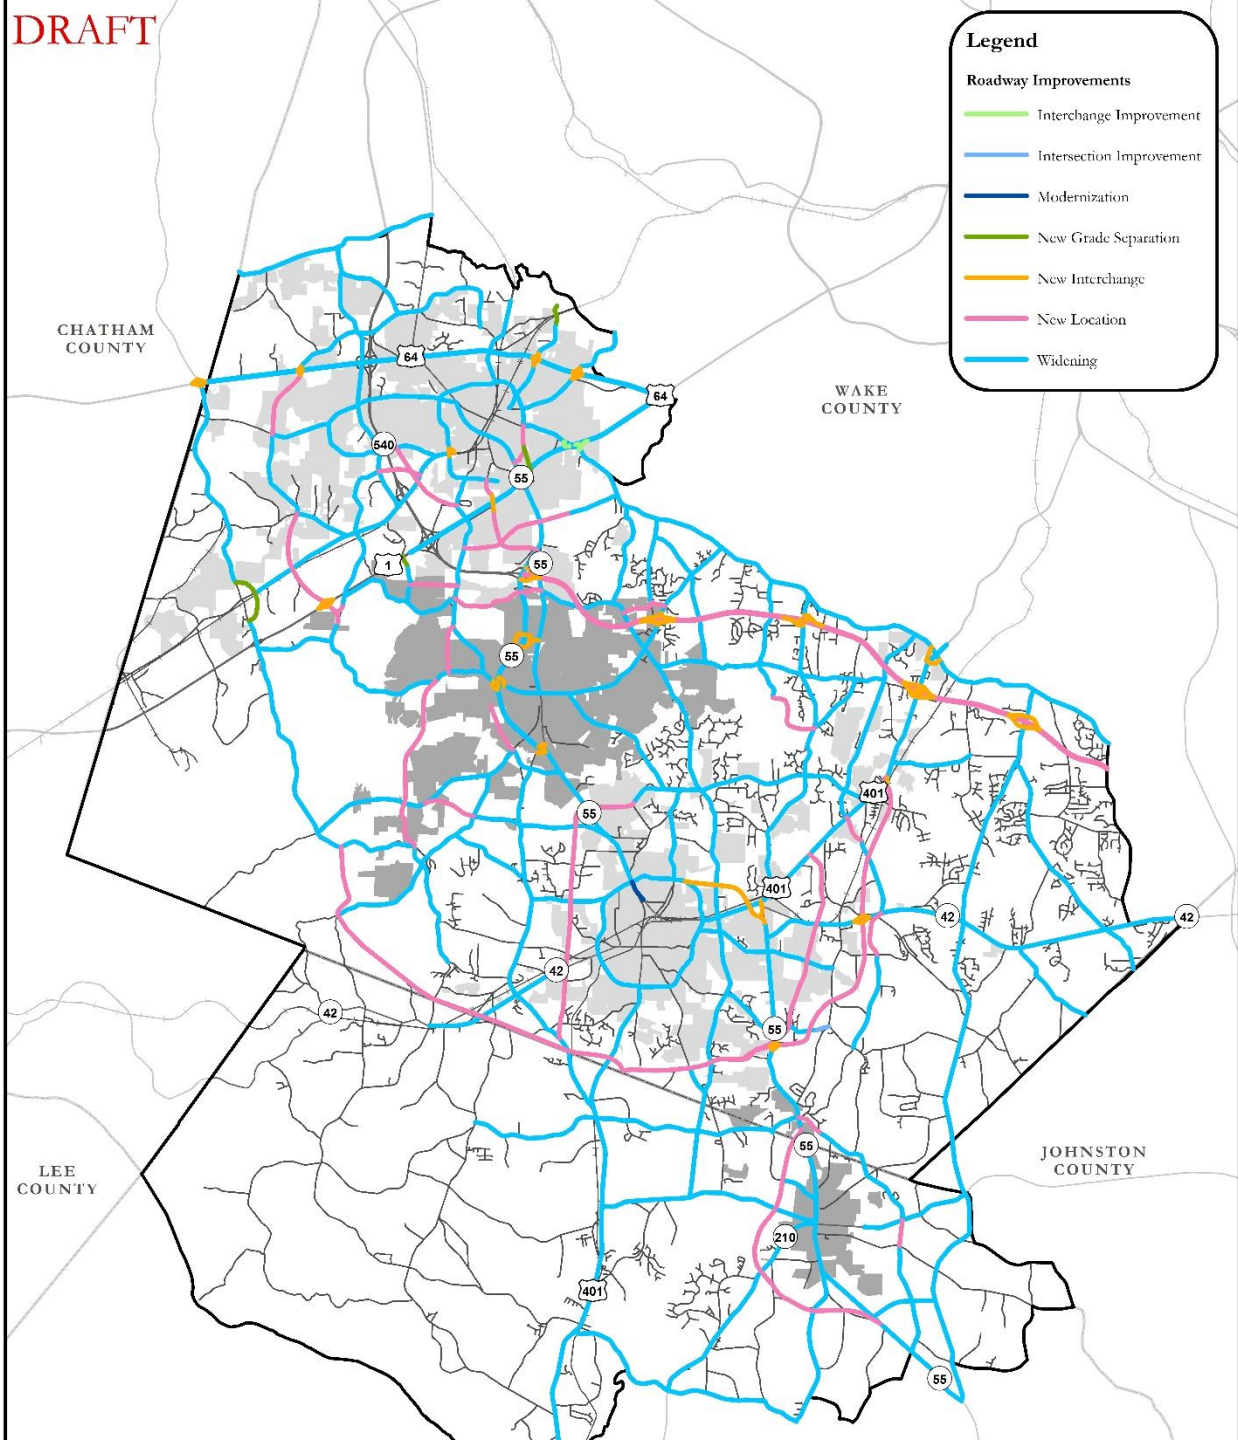 DRAFT
Legend
Roadway Improvements
Interchange Improvement
Intersection Improvement
Modernization
New Grade Separation
New Interchange
New Location
Widening
CHATHAM
COUNTY
64
64
WAKE
COUNTY
540
55
1
55
55
401
55
401
42
42
42
42
55
JOHNSTON
COUNTY
55
LEE
COUNTY
210
401
55